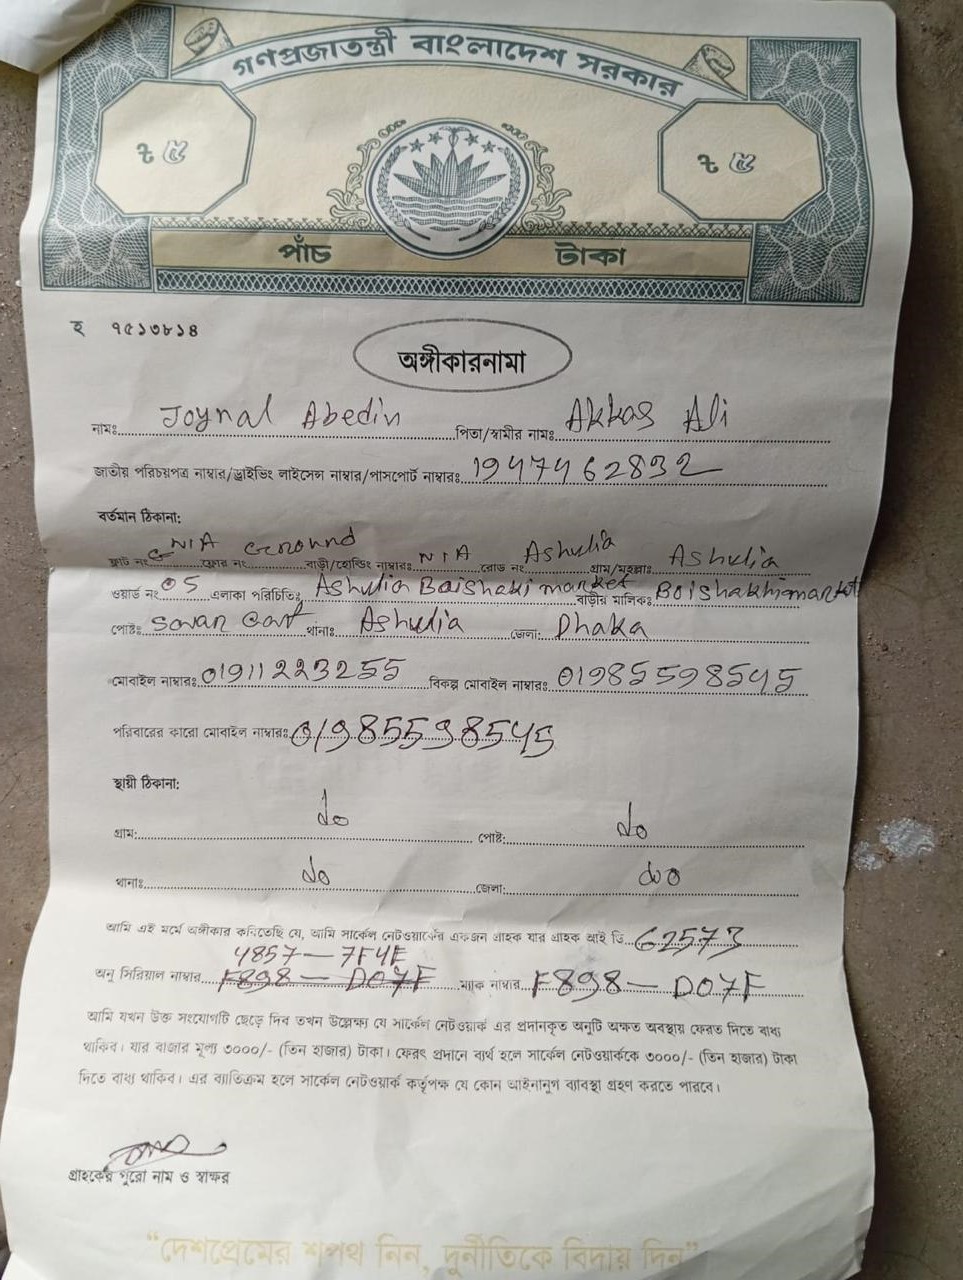 গণপ্রজাতন্ত্রী বাংলাদেশ সরকার
৳ ৫ ৳ ৫
পাঁচ টাকা
হ ৭৫১৩৮১৪
অঙ্গীকারনামা
নামঃ Joynal Abedin পিতা/স্বামীর নামঃ Akkas Ali
জাতীয় পরিচয়পত্র নাম্বার/ড্রাইভিং লাইসেন্স নাম্বার/পাসপোর্ট নাম্বারঃ 1947462832
বর্তমান ঠিকানা:
ফ্লাট নং N/A ফ্লোর নং Ground বাড়ী/হোল্ডিং নাম্বারঃ N/A রোড নং Ashulia গ্রাম/মহল্লাঃ Ashulia
ওয়ার্ড নং 05 এলাকা পরিচিতিঃ Ashulia Baishaki market বাড়ীর মালিকঃ Boishakhi market
পোষ্টঃ Savar Cant থানাঃ Ashulia জেলা: Dhaka
মোবাইল নাম্বারঃ 01911223255 বিকল্প মোবাইল নাম্বারঃ 01985598545
পরিবারের কারো মোবাইল নাম্বারঃ 01985598545
স্থায়ী ঠিকানা:
গ্রাম: do পোষ্ট: do
থানাঃ do জেলা: do
আমি এই মর্মে অঙ্গীকার করিতেছি যে, আমি সার্কেল নেটওয়ার্কের একজন গ্রাহক যার গ্রাহক আই ডি 62573
4857 — 7F4E
অনু সিরিয়াল নাম্বার F898 — D07F ম্যাক নাম্বার F898 — D07F
আমি যখন উক্ত সংযোগটি ছেড়ে দিব তখন উল্লেক্ষ্য যে সার্কেল নেটওয়ার্ক এর প্রদানকৃত অনুটি অক্ষত অবস্থায় ফেরত দিতে বাধ্য
থাকিব। যার বাজার মূল্য ৩০০০/- (তিন হাজার) টাকা। ফেরৎ প্রদানে ব্যর্থ হলে সার্কেল নেটওয়ার্ককে ৩০০০/- (তিন হাজার) টাকা
দিতে বাধ্য থাকিব। এর ব্যাতিক্রম হলে সার্কেল নেটওয়ার্ক কর্তৃপক্ষ যে কোন আইনানুগ ব্যাবস্থা গ্রহণ করতে পারবে।
গ্রাহকের পুরো নাম ও স্বাক্ষর
“দেশপ্রেমের শপথ নিন, দুর্নীতিকে বিদায় দিন”